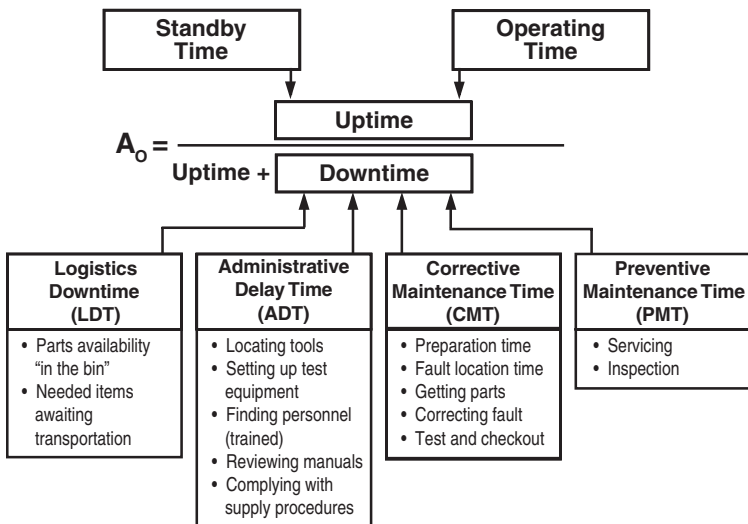 Standby
Time
Operating
Time
Uptime
Ao =
Uptime + Downtime
Logistics
Downtime
(LDT)
• Parts availability
“in the bin”
• Needed items
awaiting
transportation
Administrative
Delay Time
(ADT)
• Locating tools
• Setting up test
equipment
• Finding personnel
(trained)
• Reviewing manuals
• Complying with
supply procedures
Corrective
Maintenance Time
(CMT)
• Preparation time
• Fault location time
• Getting parts
• Correcting fault
• Test and checkout
Preventive
Maintenance Time
(PMT)
• Servicing
• Inspection